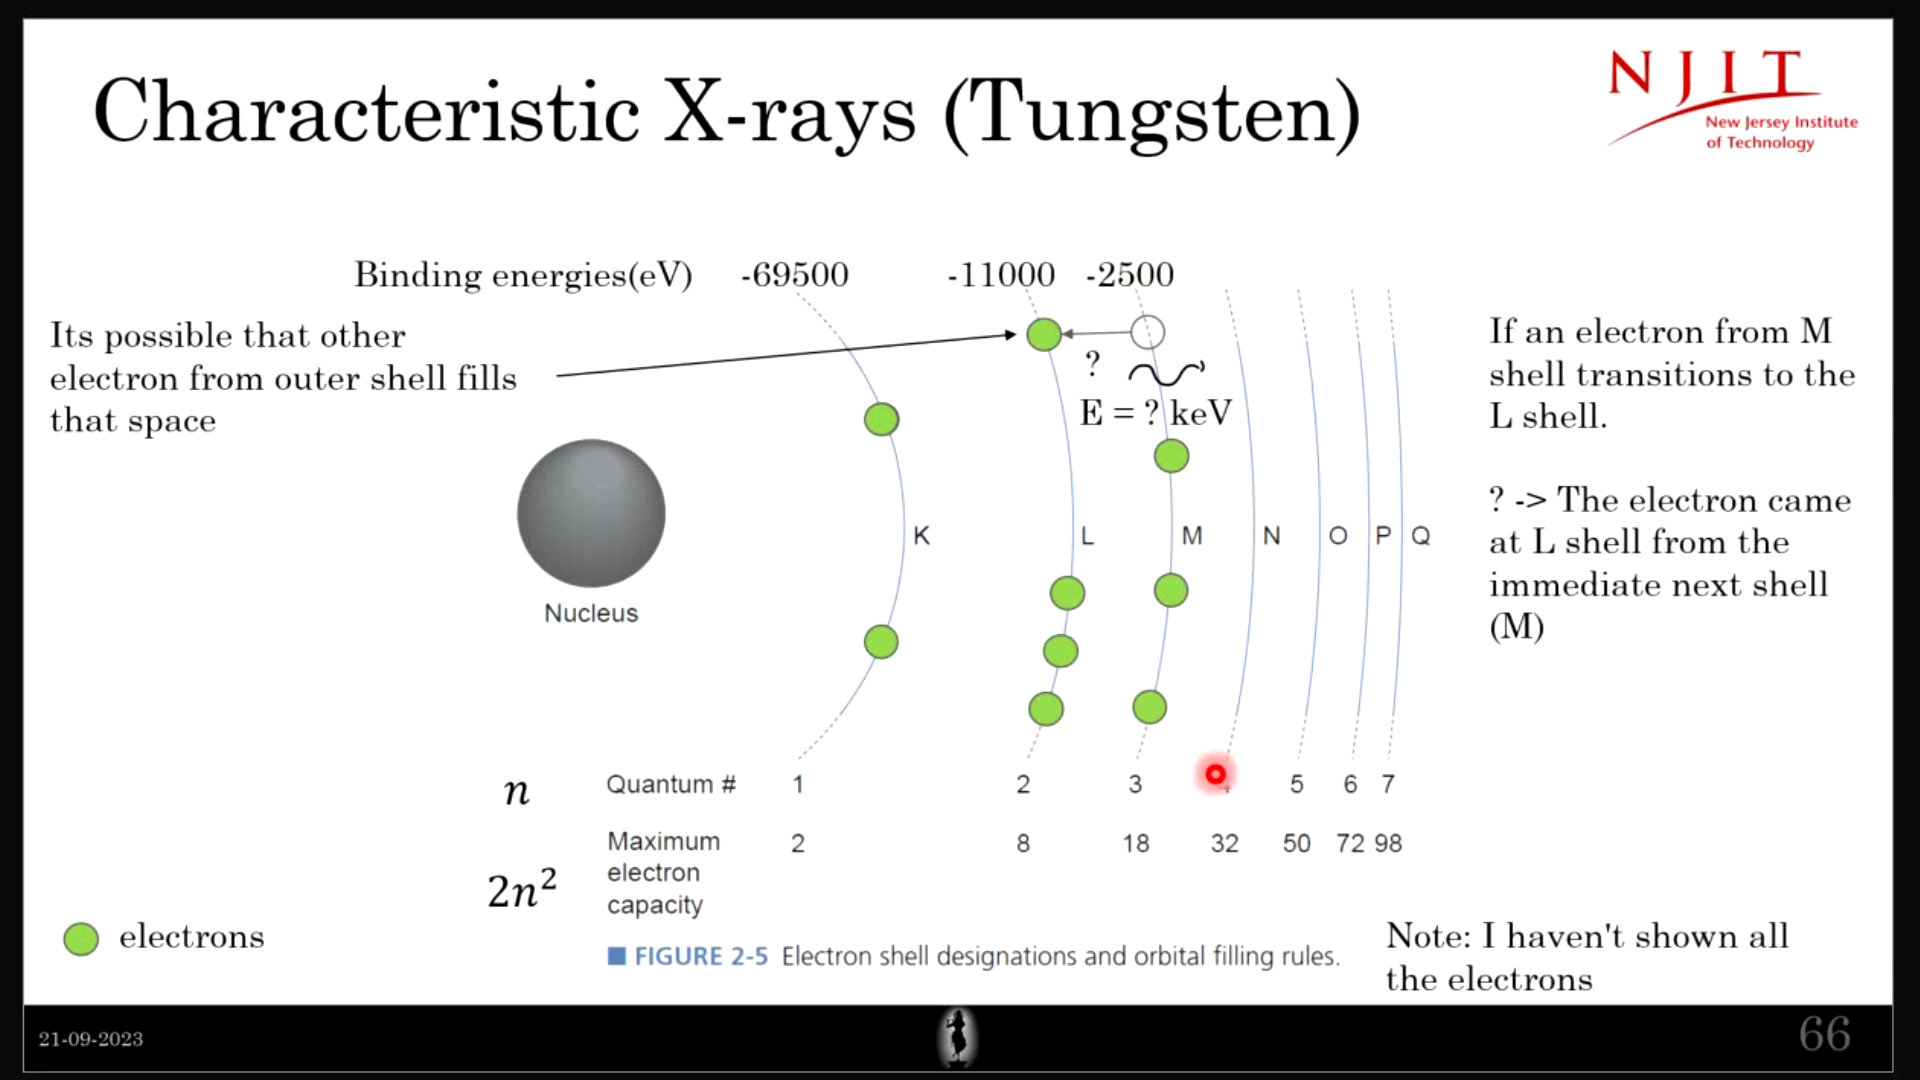 Characteristic X-rays (Tungsten)
NJIT
New Jersey Institute
of Technology
Binding energies(eV) -69500 -11000 -2500
Its possible that other
electron from outer shell fills
that space
?
E = ? keV
If an electron from M
shell transitions to the
L shell.
? -> The electron came
at L shell from the
immediate next shell
(M)
K L M N O P Q
Nucleus
n Quantum # 1 2 3 5 6 7
2n² Maximum electron capacity 2 8 18 32 50 72 98
electrons
FIGURE 2-5 Electron shell designations and orbital filling rules.
Note: I haven't shown all
the electrons
21-09-2023
66